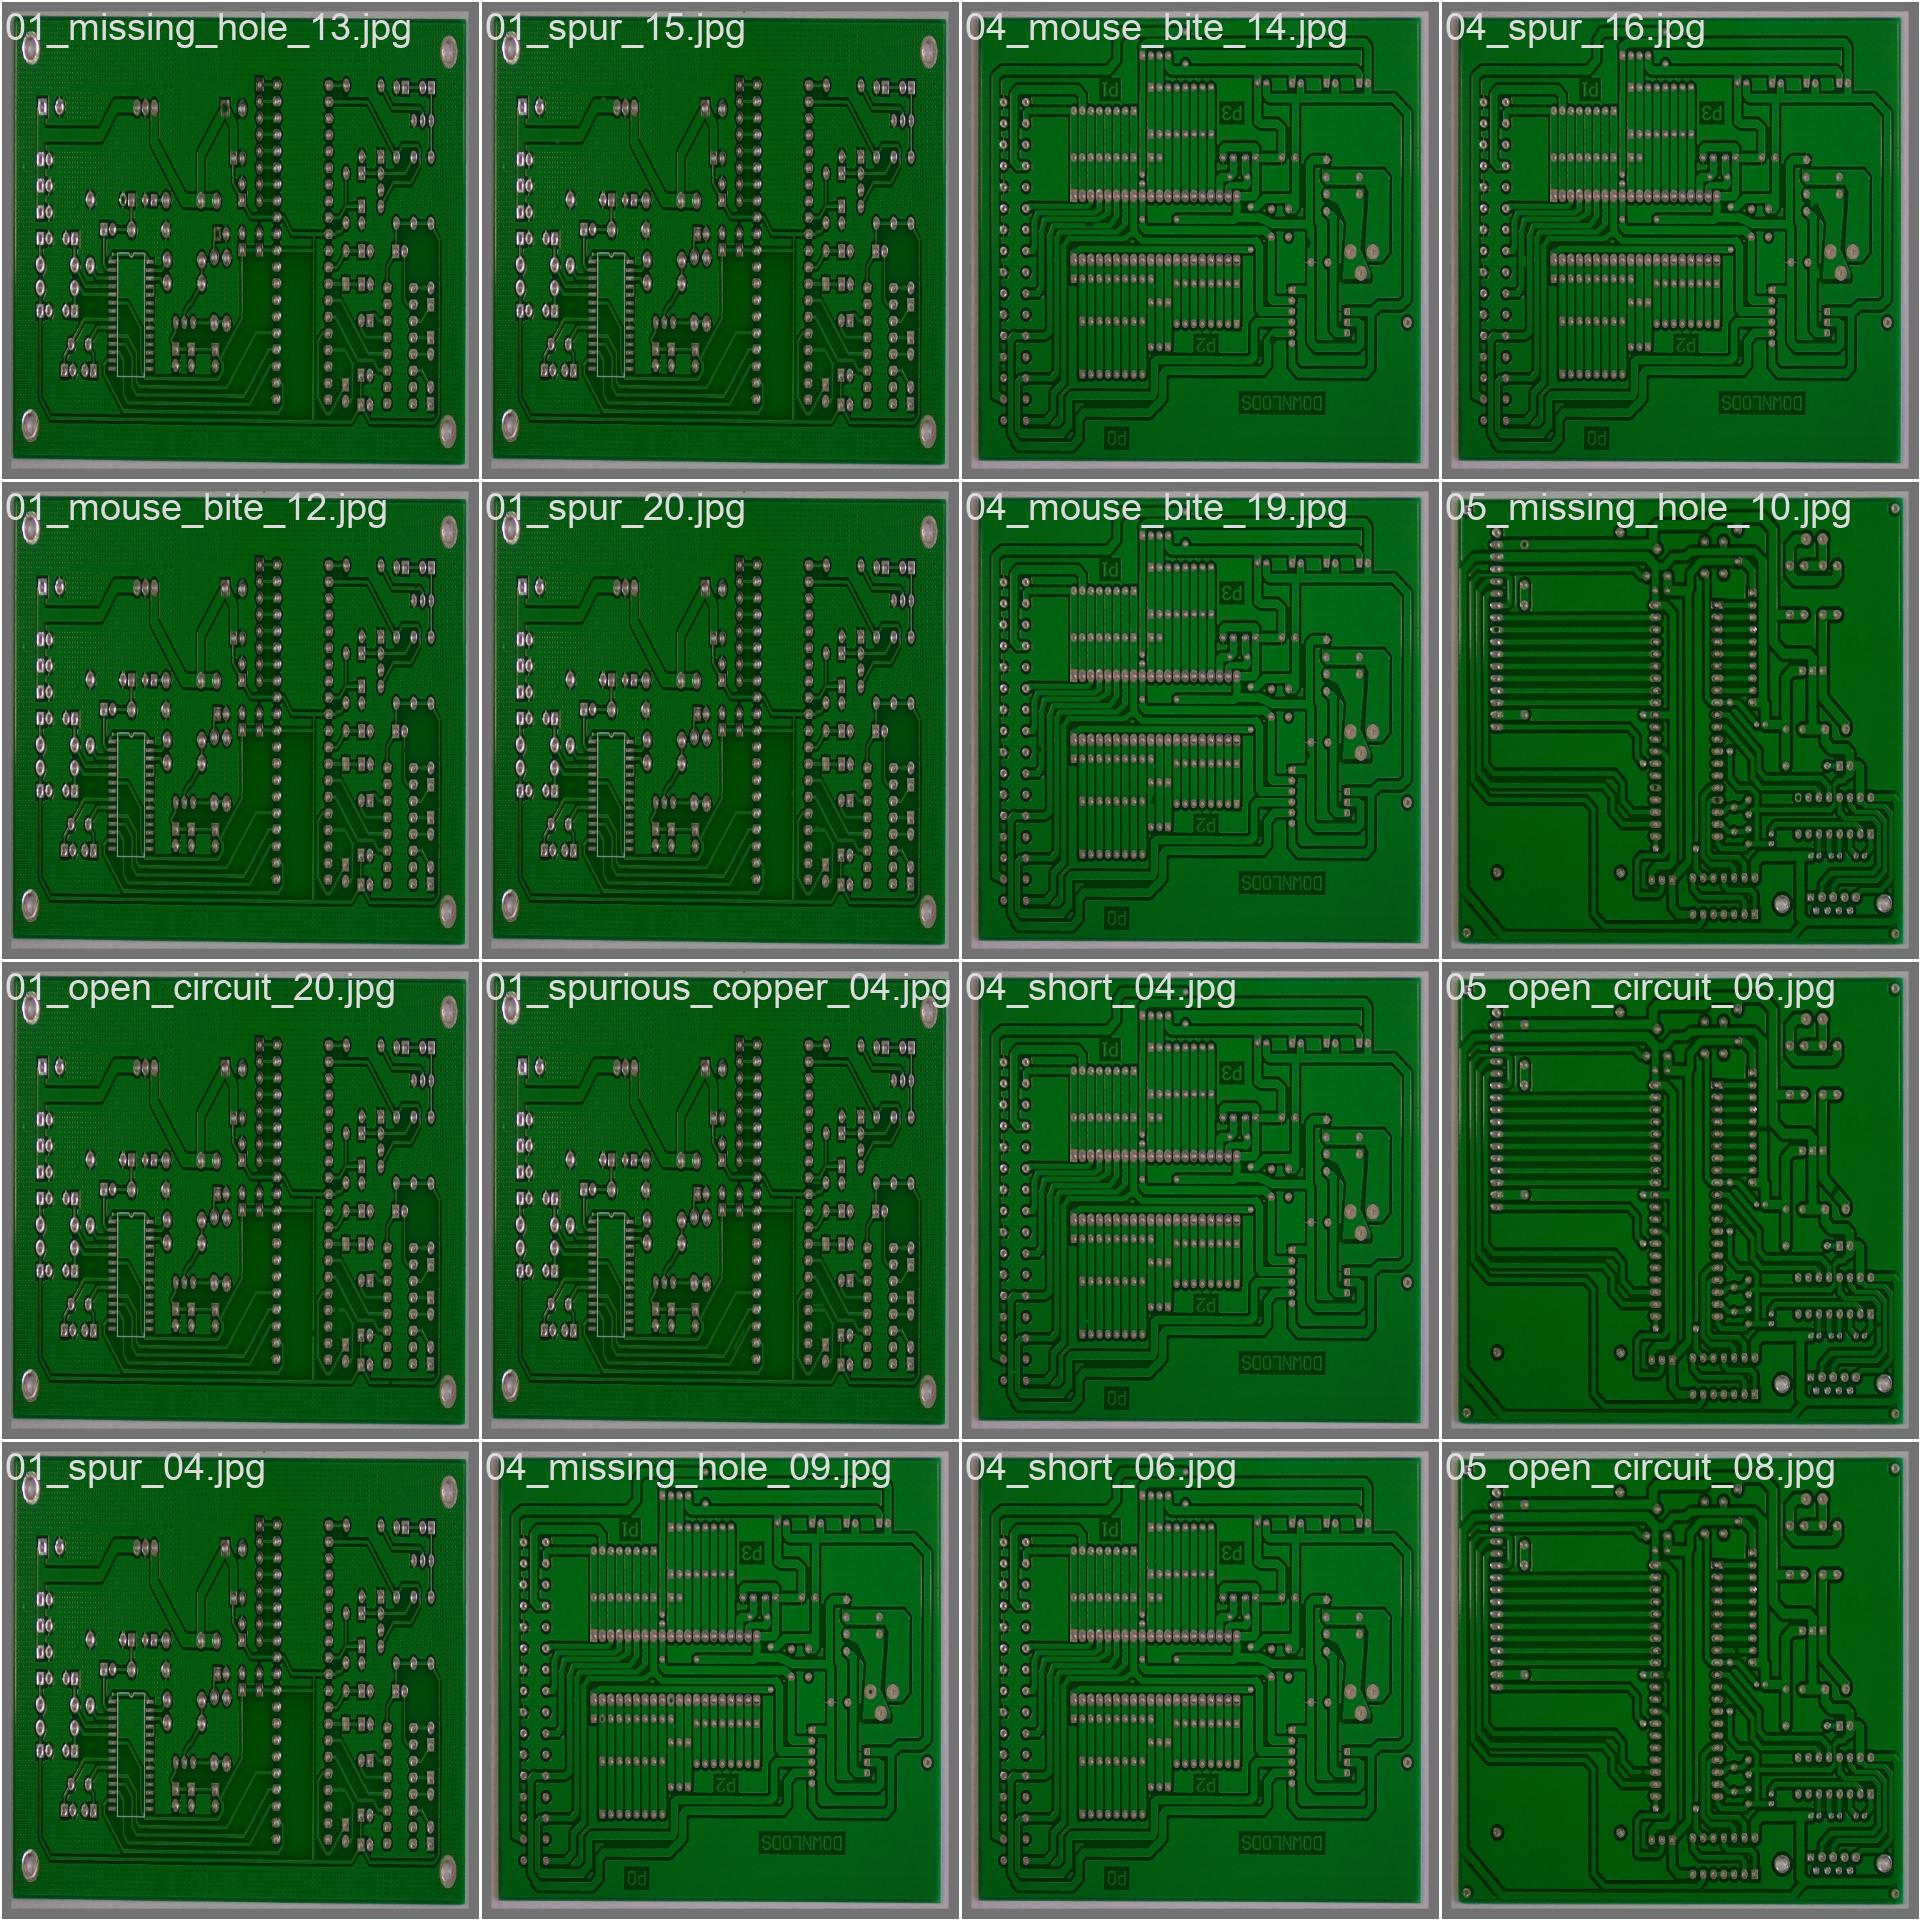 01_missing_hole_13.jpg
01_spur_15.jpg
04_mouse_bite_14.jpg
P1
P3
P2
DOWNLODS
P0
04_spur_16.jpg
P1
P3
P2
DOWNLODS
P0
01_mouse_bite_12.jpg
01_spur_20.jpg
04_mouse_bite_19.jpg
P1
P3
P2
DOWNLODS
P0
05_missing_hole_10.jpg
01_open_circuit_20.jpg
01_spurious_copper_04.jpg
04_short_04.jpg
P1
P3
P2
DOWNLODS
P0
05_open_circuit_06.jpg
01_spur_04.jpg
04_missing_hole_09.jpg
P1
P3
P2
DOWNLODS
P0
04_short_06.jpg
P1
P3
P2
DOWNLODS
P0
05_open_circuit_08.jpg